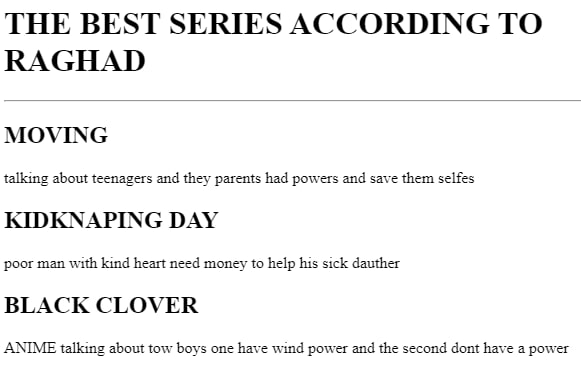 THE BEST SERIES ACCORDING TO
RAGHAD
MOVING
talking about teenagers and they parents had powers and save them selfes
KIDKNAPING DAY
poor man with kind heart need money to help his sick dauther
BLACK CLOVER
ANIME talking about tow boys one have wind power and the second dont have a power